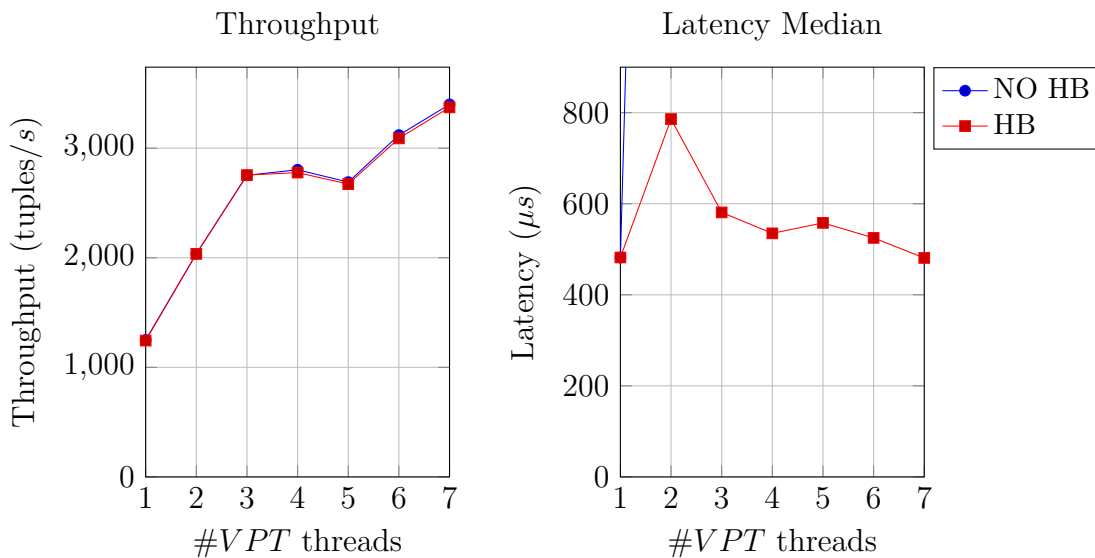 Throughput
Throughput (tuples/s)
3,000
2,000
1,000
0
1 2 3 4 5 6 7
#VPT threads
Latency Median
Latency (μs)
800
600
400
200
0
1 2 3 4 5 6 7
#VPT threads
NO HB
HB